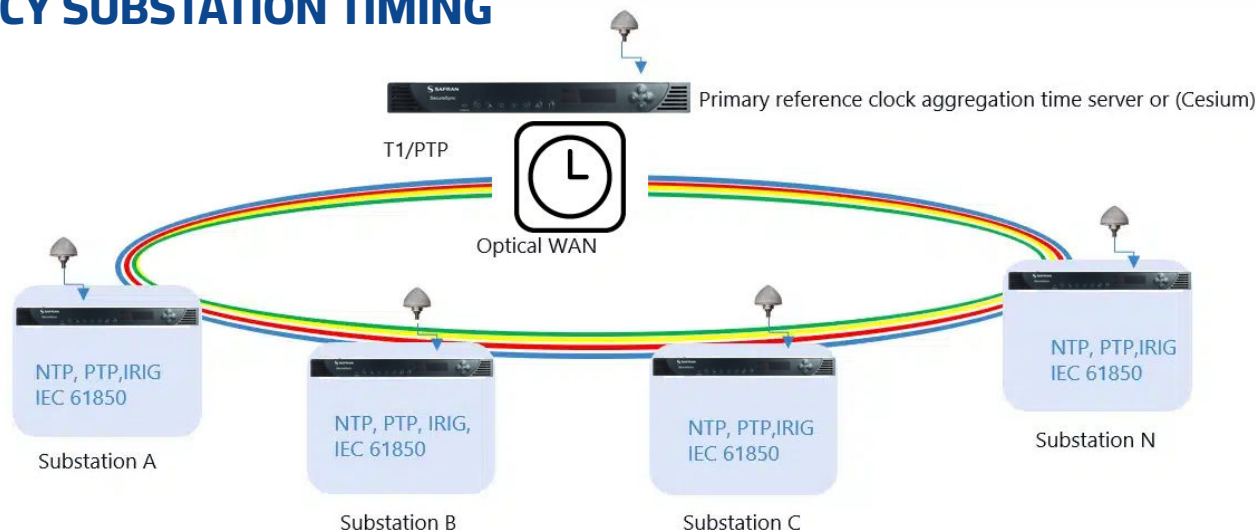 CY SUBSTATION TIMING
SAFRAN
SecureSync
Primary reference clock aggregation time server or (Cesium)
T1/PTP
Optical WAN
NTP, PTP,IRIG
IEC 61850
Substation A
NTP, PTP, IRIG,
IEC 61850
Substation B
NTP, PTP,IRIG
IEC 61850
Substation C
NTP, PTP,IRIG
IEC 61850
Substation N